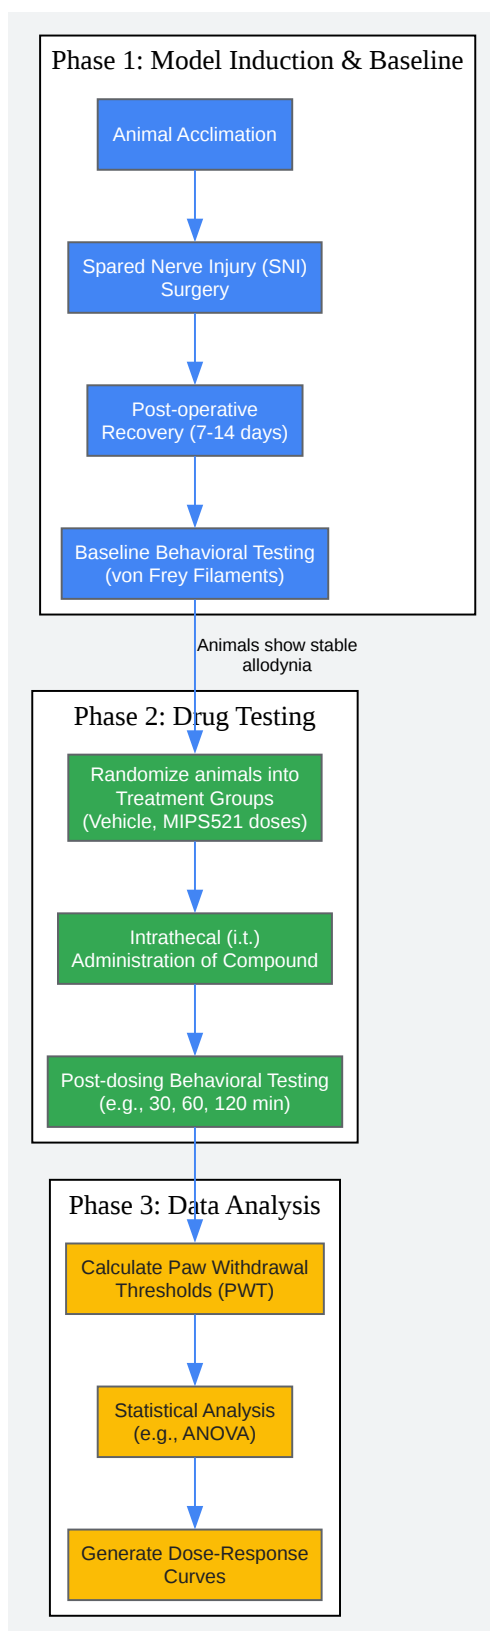 Phase 1: Model Induction & Baseline
Animal Acclimation
Spared Nerve Injury (SNI)
Surgery
Post-operative
Recovery (7-14 days)
Baseline Behavioral Testing
(von Frey Filaments)
Animals show stable
allodynia
Phase 2: Drug Testing
Randomize animals into
Treatment Groups
(Vehicle, MIPS521 doses)
Intrathecal (i.t.)
Administration of Compound
Post-dosing Behavioral Testing
(e.g., 30, 60, 120 min)
Phase 3: Data Analysis
Calculate Paw Withdrawal
Thresholds (PWT)
Statistical Analysis
(e.g., ANOVA)
Generate Dose-Response
Curves